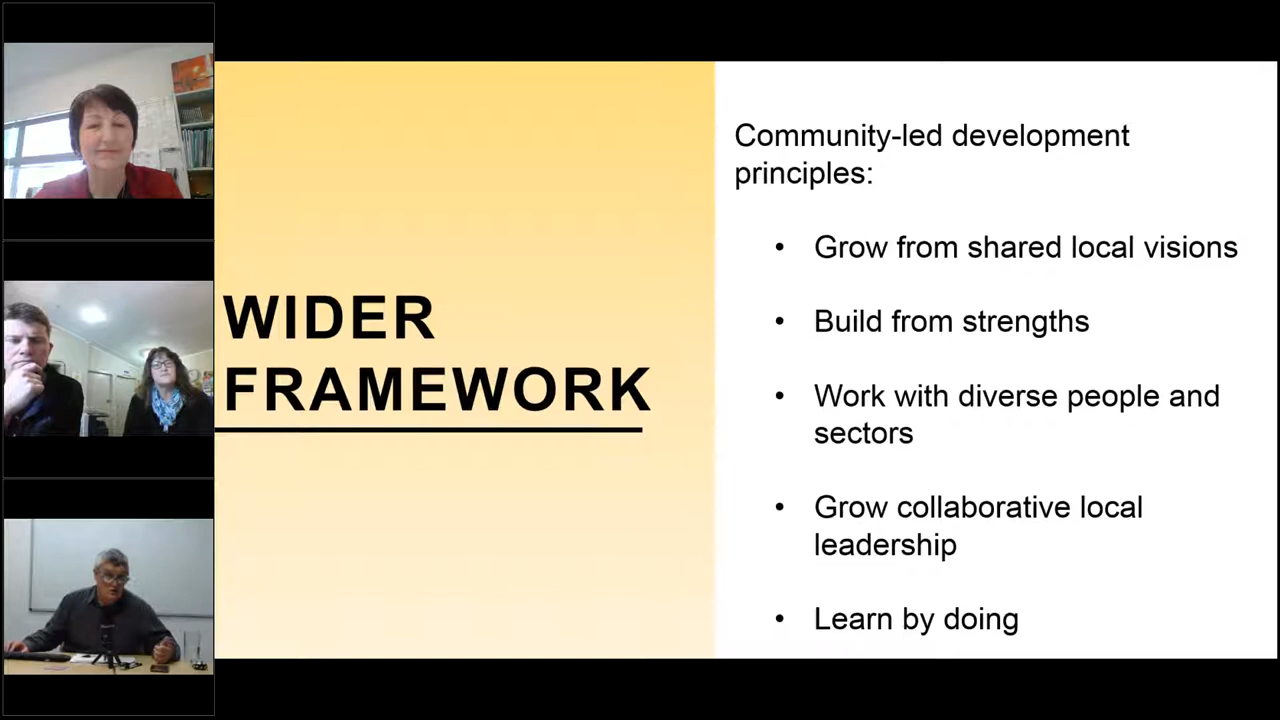 WIDER
FRAMEWORK
Community-led development
principles:
• Grow from shared local visions
• Build from strengths
• Work with diverse people and
sectors
• Grow collaborative local
leadership
• Learn by doing